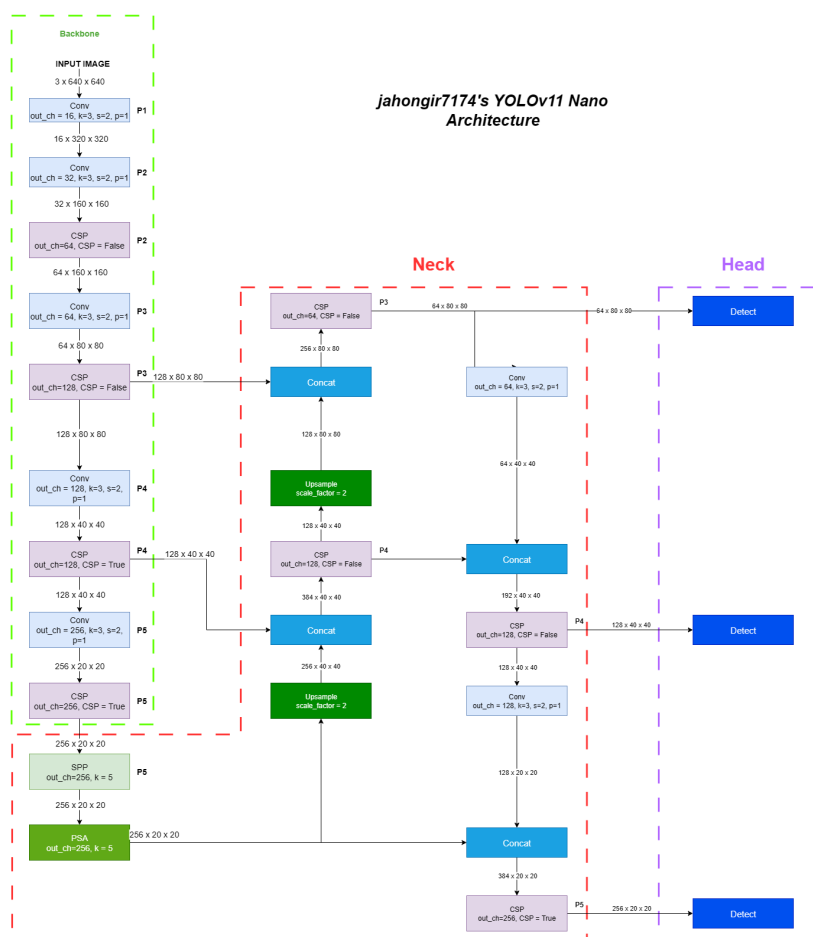 Backbone
INPUT IMAGE
3 x 640 x 640
Conv
out_ch = 16, k=3, s=2, p=1
P1
16 x 320 x 320
Conv
out_ch = 32, k=3, s=2, p=1
P2
32 x 160 x 160
CSP
out_ch=64, CSP = False
P2
64 x 160 x 160
Conv
out_ch = 64, k=3, s=2, p=1
P3
64 x 80 x 80
CSP
out_ch=128, CSP = False
P3
128 x 80 x 80
128 x 80 x 80
Conv
out_ch = 128, k=3, s=2,
p=1
P4
128 x 40 x 40
CSP
out_ch=128, CSP = True
P4
128 x 40 x 40
128 x 40 x 40
Conv
out_ch = 256, k=3, s=2,
p=1
P5
256 x 20 x 20
CSP
out_ch=256, CSP = True
P5
256 x 20 x 20
SPP
out_ch=256, k = 5
P5
256 x 20 x 20
PSA
out_ch=256, k = 5
256 x 20 x 20
jahongir7174's YOLOv11 Nano
Architecture
Neck
CSP
out_ch=64, CSP = False
P3
64 x 80 x 80
256 x 80 x 80
Concat
128 x 80 x 80
Upsample
scale_factor = 2
128 x 40 x 40
CSP
out_ch=128, CSP = False
P4
384 x 40 x 40
Concat
256 x 40 x 40
Upsample
scale_factor = 2
Conv
out_ch = 64, k=3, s=2, p=1
64 x 40 x 40
Concat
192 x 40 x 40
CSP
out_ch=128, CSP = False
P4
128 x 40 x 40
128 x 40 x 40
Conv
out_ch = 128, k=3, s=2, p=1
128 x 20 x 20
Concat
384 x 20 x 20
CSP
out_ch=256, CSP = True
P5
256 x 20 x 20
Head
64 x 80 x 80
Detect
Detect
Detect